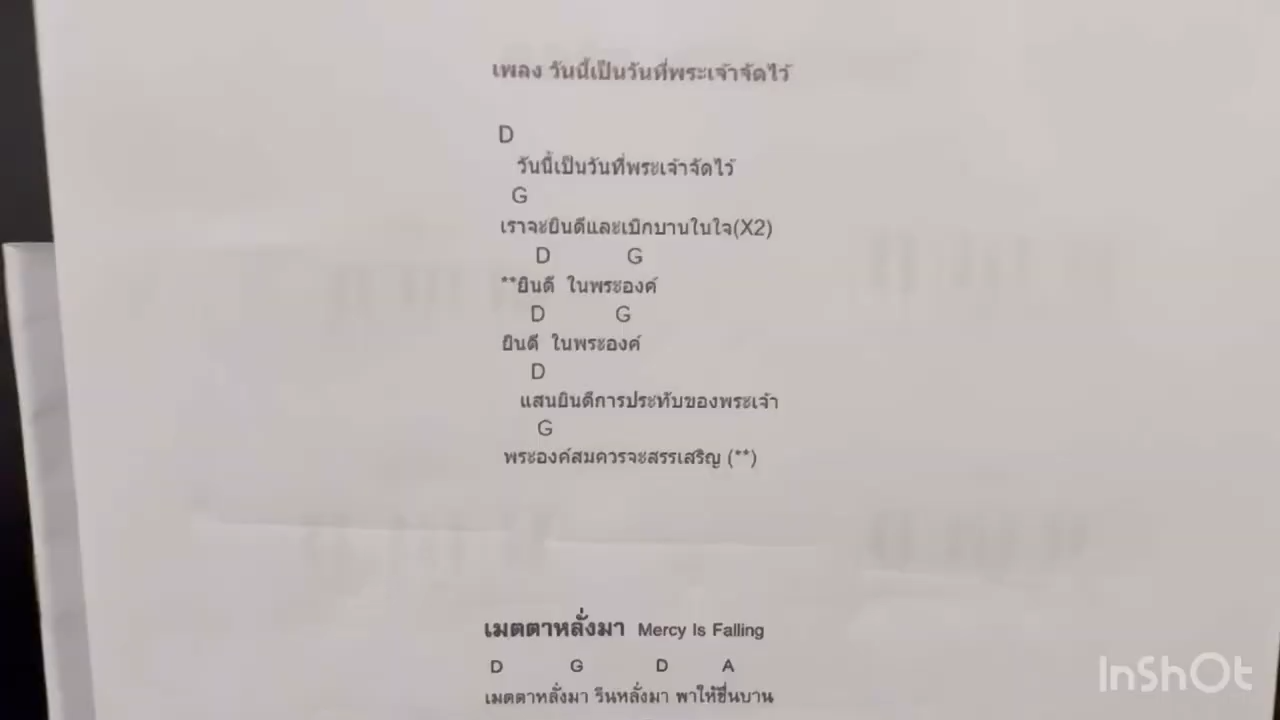 เพลง วันนี้เป็นวันที่พระเจ้าจัดไว้
D
วันนี้เป็นวันที่พระเจ้าจัดไว้
G
เราจะยินดีและเบิกบานในใจ(X2)
D G
**ยินดี ในพระองค์
D G
ยินดี ในพระองค์
D
แสนยินดีการประทับของพระเจ้า
G
พระองค์สมควรจะสรรเสริญ (**)
เมตตาหลั่งมา Mercy Is Falling
D G D A
เมตตาหลั่งมา รินหลั่งมา พาให้ชื่นบาน
InShOt